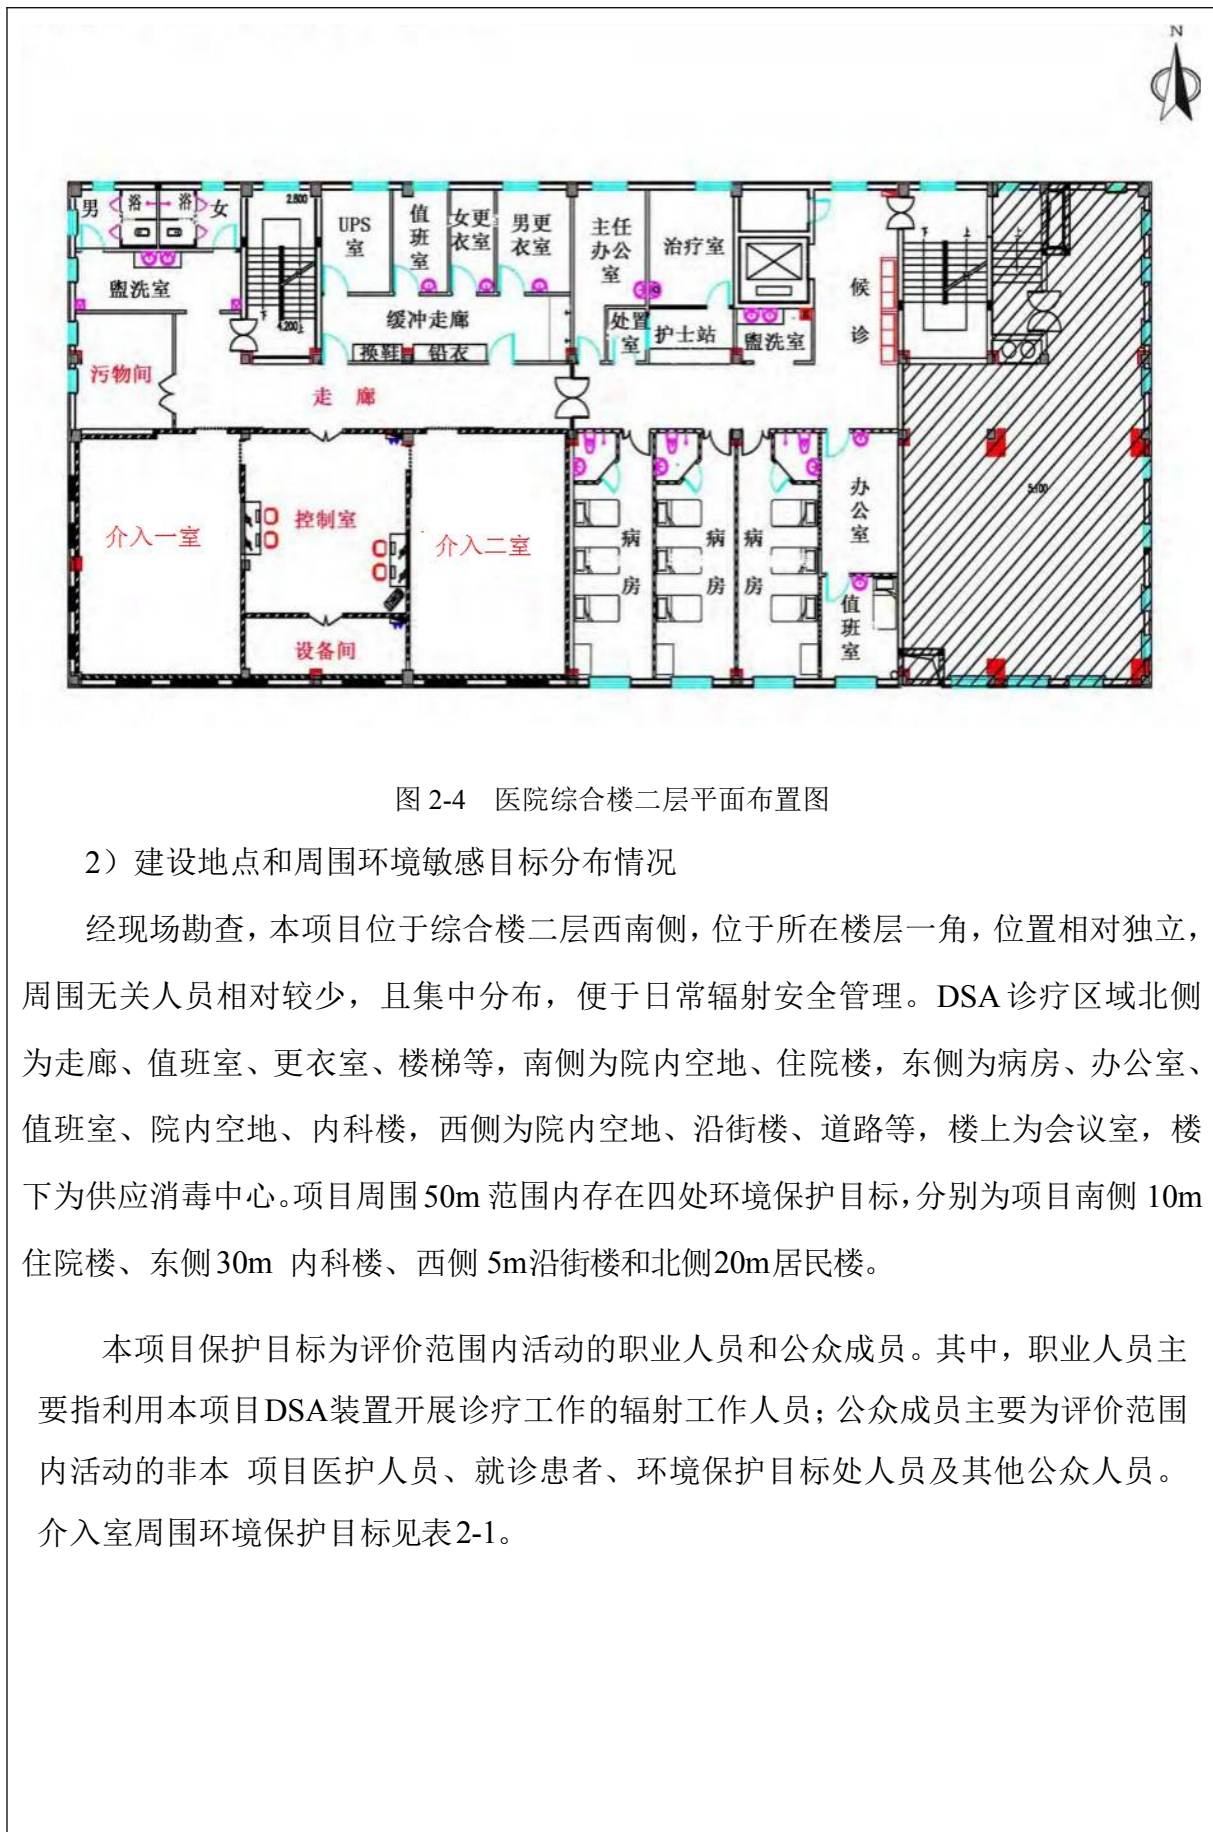 N
男 浴 浴 女
2.800
UPS
室
值
班
室
女更
衣室
男更
衣室
主任
办公
室
治疗室
盥洗室
下
4.200上
缓冲走廊
换鞋 铅衣
处置
室
护士站
盥洗室
候
诊
下 上 上
污物间
走 廊
介入一室
控制室
介入二室
设备间
病
房
病
房
病
房
办
公
室
值
班
室
5.100
图 2-4 医院综合楼二层平面布置图
2）建设地点和周围环境敏感目标分布情况
经现场勘查，本项目位于综合楼二层西南侧，位于所在楼层一角，位置相对独立，
周围无关人员相对较少，且集中分布，便于日常辐射安全管理。DSA 诊疗区域北侧
为走廊、值班室、更衣室、楼梯等，南侧为院内空地、住院楼，东侧为病房、办公室、
值班室、院内空地、内科楼，西侧为院内空地、沿街楼、道路等，楼上为会议室，楼
下为供应消毒中心。项目周围 50m 范围内存在四处环境保护目标，分别为项目南侧 10m
住院楼、东侧 30m 内科楼、西侧 5m沿街楼和北侧20m居民楼。
本项目保护目标为评价范围内活动的职业人员和公众成员。其中，职业人员主
要指利用本项目DSA装置开展诊疗工作的辐射工作人员；公众成员主要为评价范围
内活动的非本 项目医护人员、就诊患者、环境保护目标处人员及其他公众人员。
介入室周围环境保护目标见表2-1。